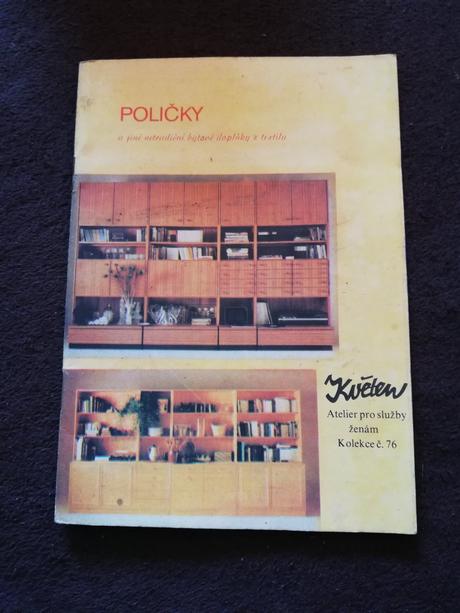 POLIČKY
a jiné netradiční bytové doplňky z textilu
Květen
Atelier pro služby
ženám
Kolekce č. 76